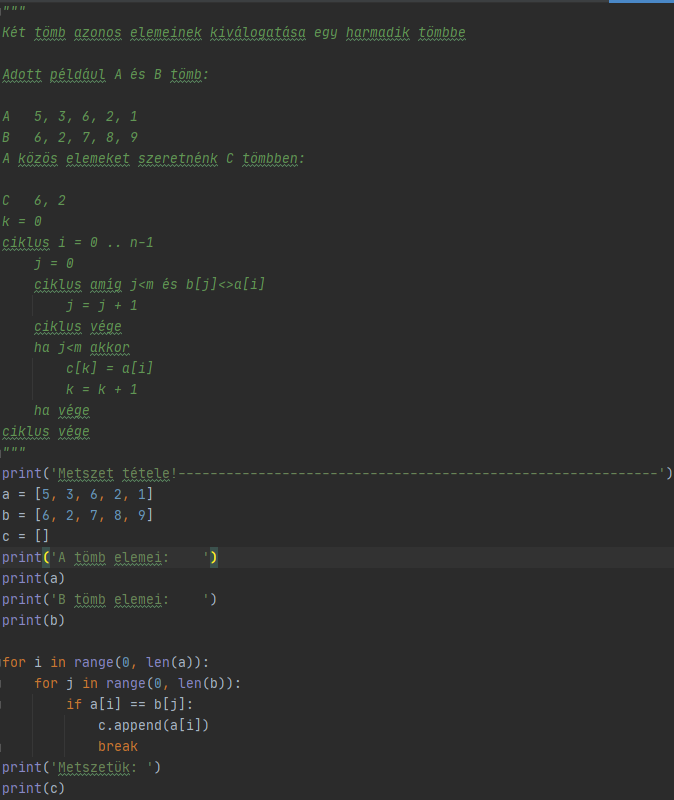 """
Két tömb azonos elemeinek kiválogatása egy harmadik tömbbe

Adott például A és B tömb:

A   5, 3, 6, 2, 1
B   6, 2, 7, 8, 9
A közös elemeket szeretnénk C tömbben:

C   6, 2
k = 0
ciklus i = 0 .. n-1
    j = 0
    ciklus amíg j<m és b[j]<>a[i]
        j = j + 1
    ciklus vége
    ha j<m akkor
        c[k] = a[i]
        k = k + 1
    ha vége
ciklus vége
"""
print('Metszet tétele!------------------------------------------------------------')
a = [5, 3, 6, 2, 1]
b = [6, 2, 7, 8, 9]
c = []
print('A tömb elemei:    ')
print(a)
print('B tömb elemei:    ')
print(b)

for i in range(0, len(a)):
    for j in range(0, len(b)):
        if a[i] == b[j]:
            c.append(a[i])
            break
print('Metszetük: ')
print(c)